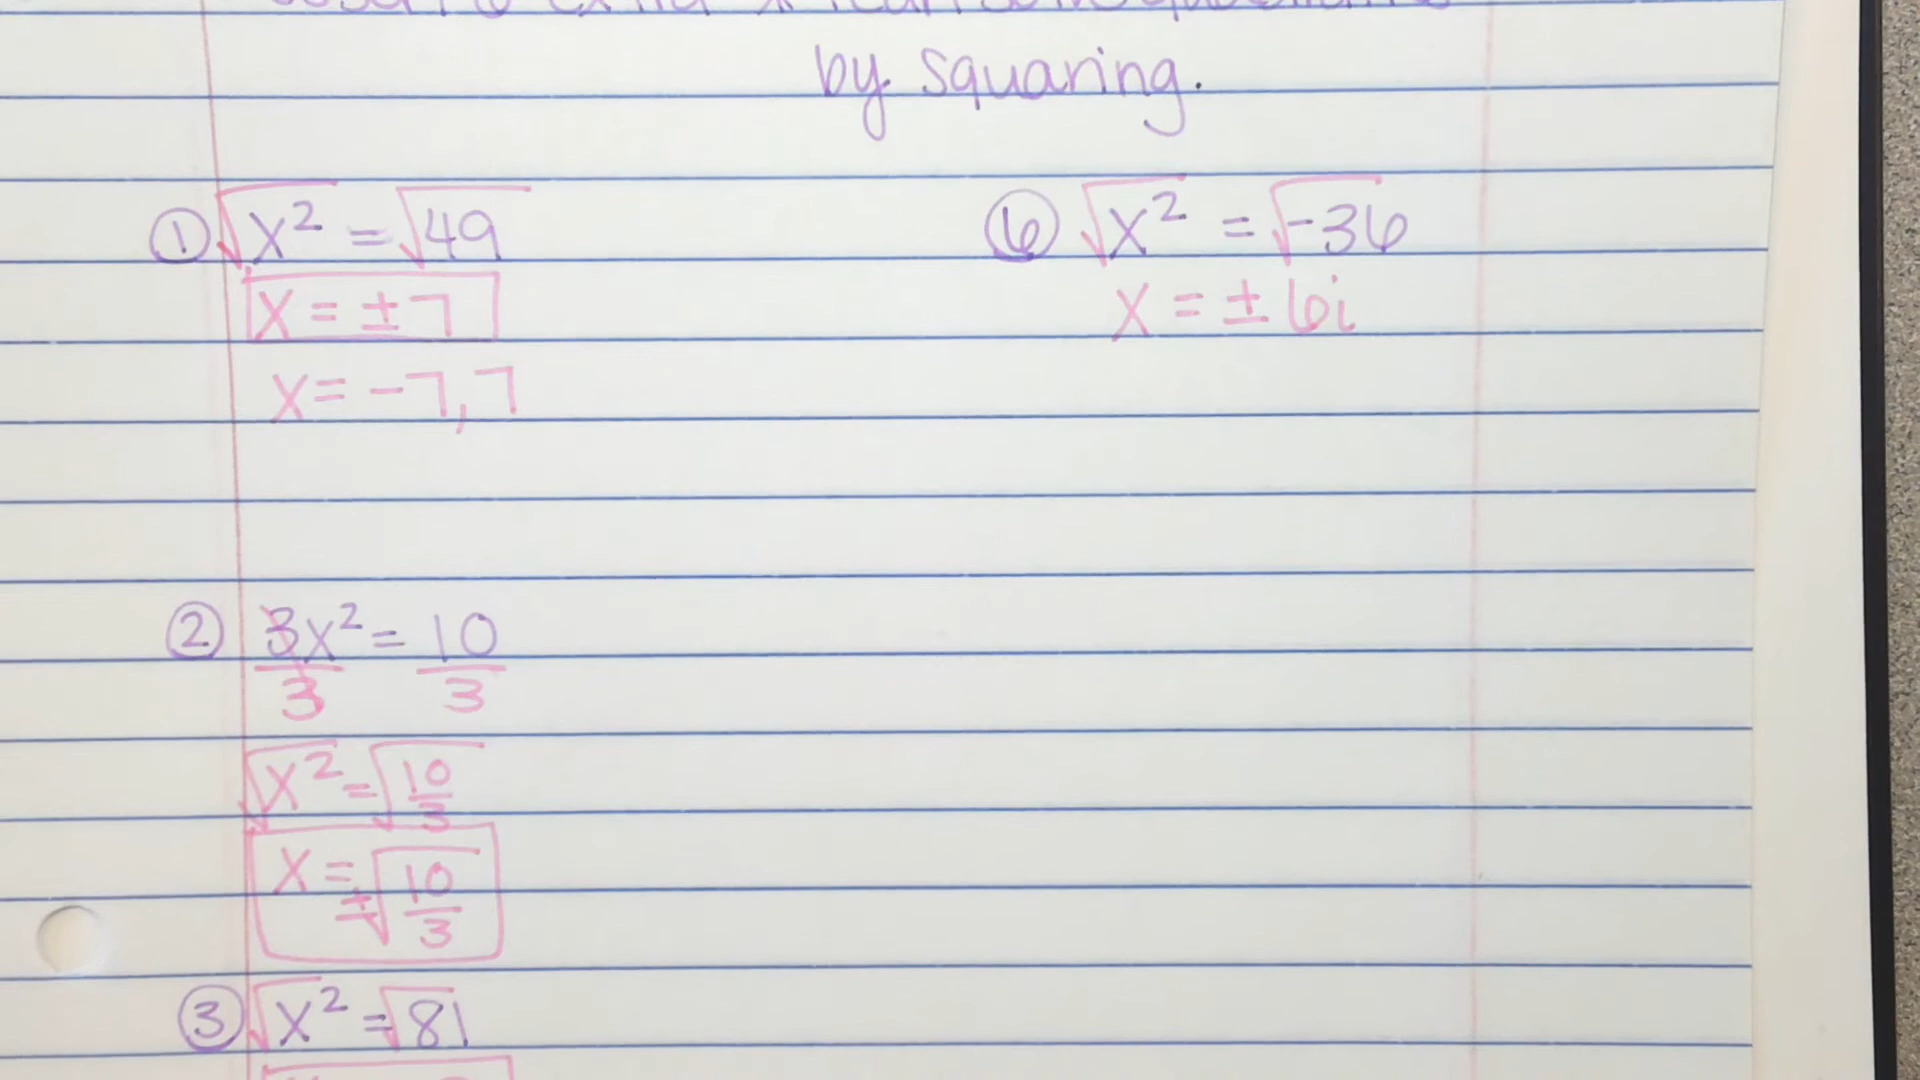 by squaring.
① √x² = √49
x = ±7
x = -7, 7
② 3x² = 10
3 3
√x² = √10/3
x = ±√10/3
③ √x² = √81
⑥ √x² = √-36
x = ±6i